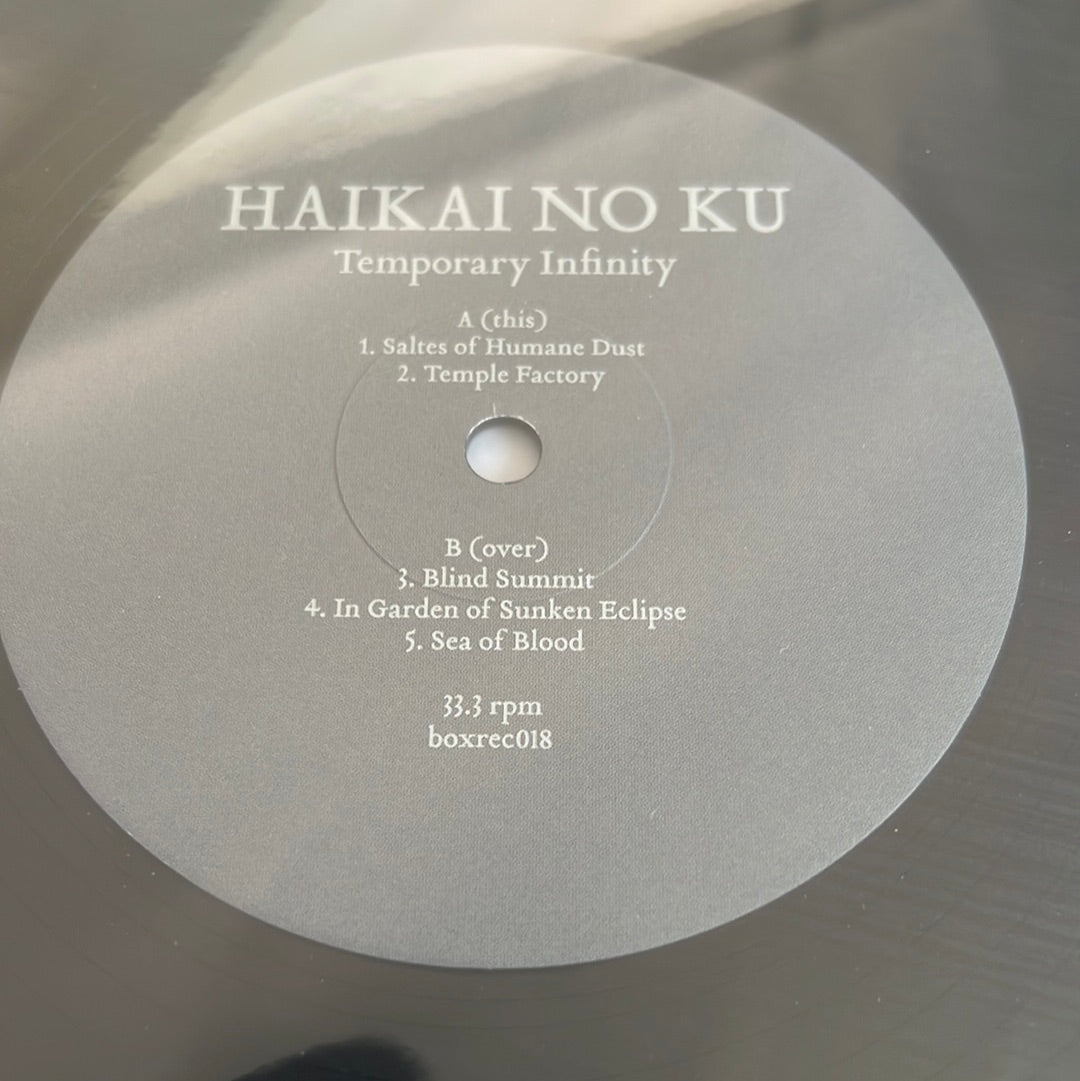 HAIKAI NO KU
Temporary Infinity
A (this)
1. Saltes of Humane Dust
2. Temple Factory
B (over)
3. Blind Summit
4. In Garden of Sunken Eclipse
5. Sea of Blood
33.3 rpm
boxrec018